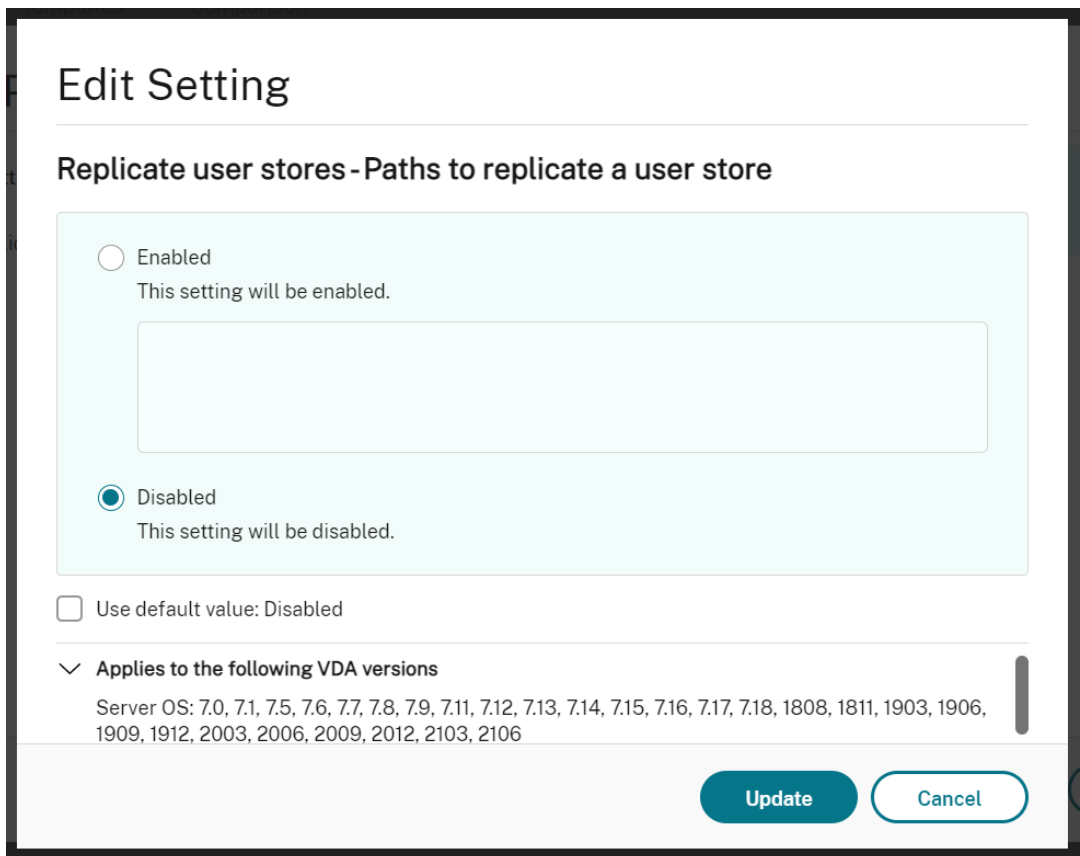 Edit Setting
Replicate user stores - Paths to replicate a user store
Enabled
This setting will be enabled.
Disabled
This setting will be disabled.
Use default value: Disabled
Applies to the following VDA versions
Server OS: 7.0, 7.1, 7.5, 7.6, 7.7, 7.8, 7.9, 7.11, 7.12, 7.13, 7.14, 7.15, 7.16, 7.17, 7.18, 1808, 1811, 1903, 1906,
1909, 1912, 2003, 2006, 2009, 2012, 2103, 2106
Update
Cancel